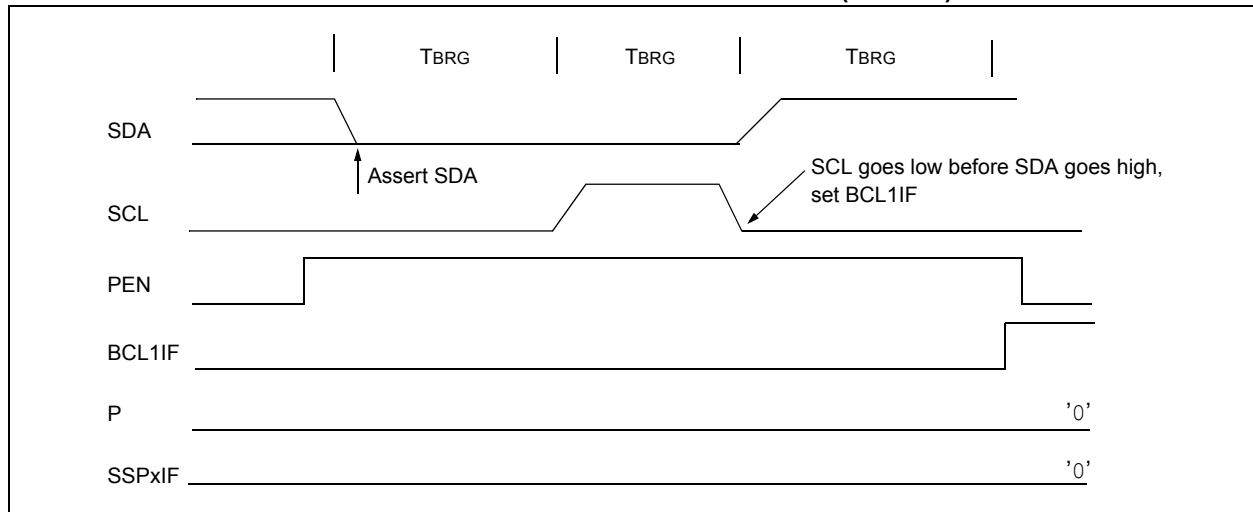 TBRG TBRG TBRG
SDA
Assert SDA
SCL goes low before SDA goes high,
set BCL1IF
SCL
PEN
BCL1IF
P '0'
SSPxIF '0'